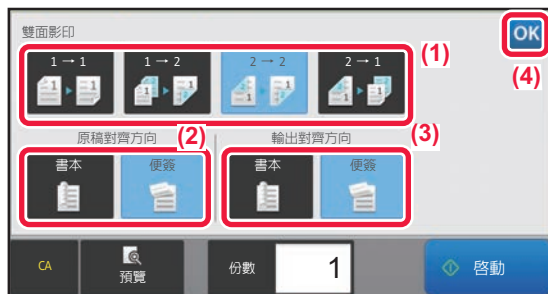 雙面影印
OK
(4)
1 → 1
1 → 2
2 → 2
2 → 1
(1)
原稿對齊方向
(2)
輸出對齊方向
(3)
書本
便簽
書本
便簽
CA
預覽
份數
1
啓動